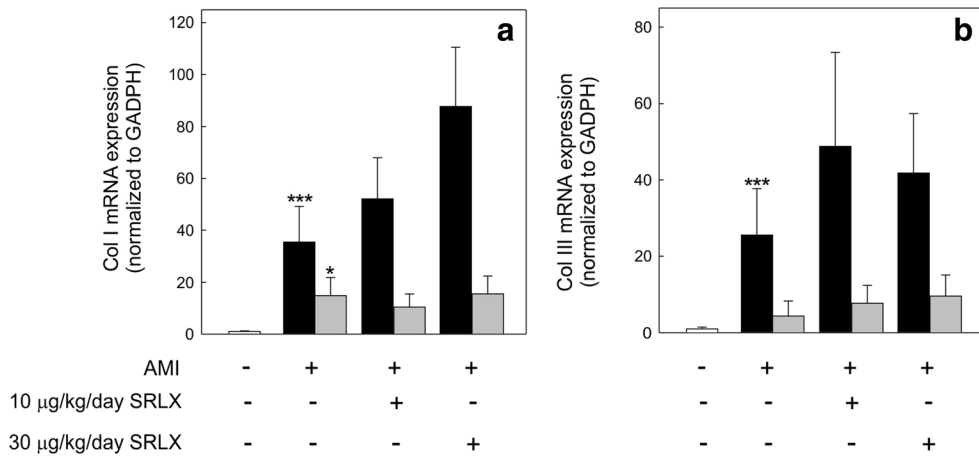 a
Col I mRNA expression
(normalized to GADPH)
120
100
80
60
40
20
0
***
*
b
Col III mRNA expression
(normalized to GADPH)
80
60
40
20
0
***
AMI - + + + - + + +
10 μg/kg/day SRLX - - + - - - + -
30 μg/kg/day SRLX - - - + - - - +